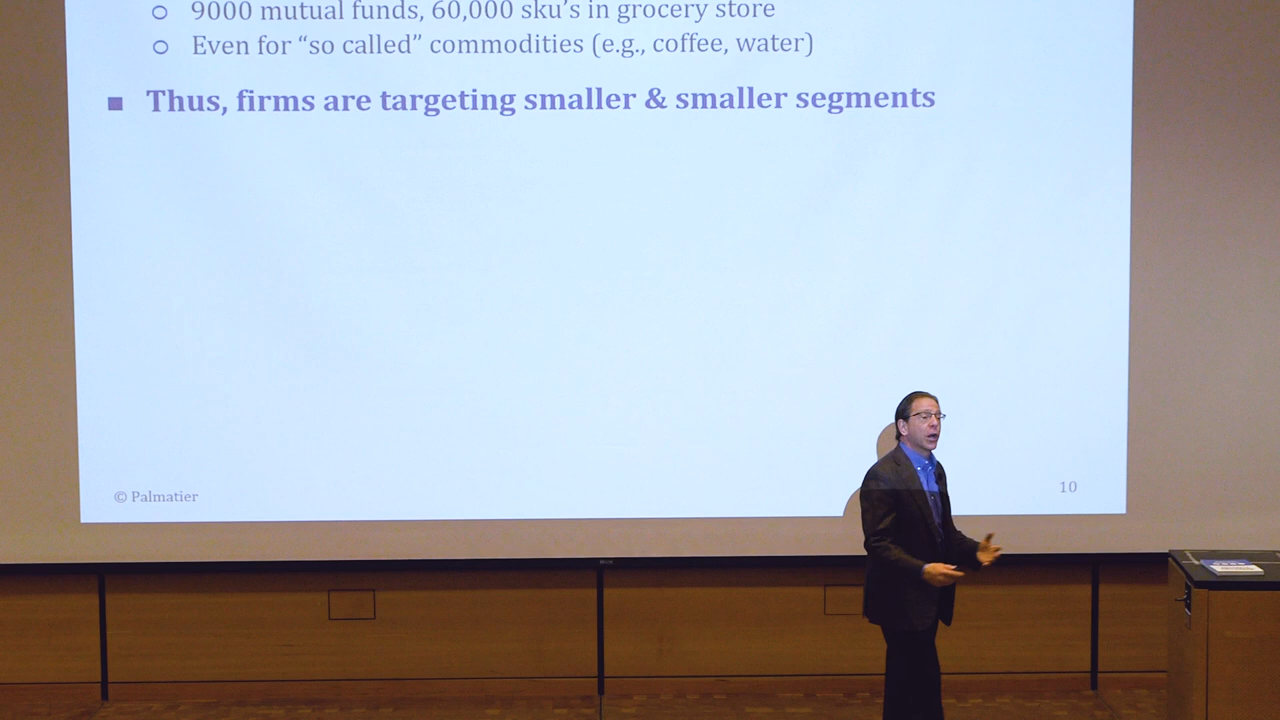 ○ 9000 mutual funds, 60,000 sku's in grocery store
○ Even for “so called” commodities (e.g., coffee, water)
■ Thus, firms are targeting smaller & smaller segments
© Palmatier
10